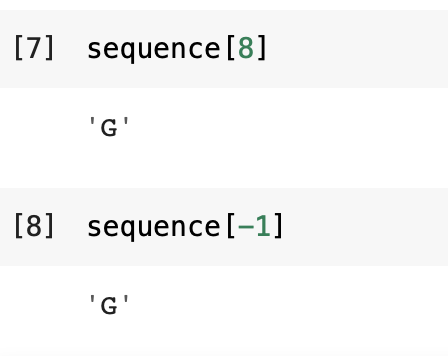 [7] sequence[8]
'G'
[8] sequence[-1]
'G'